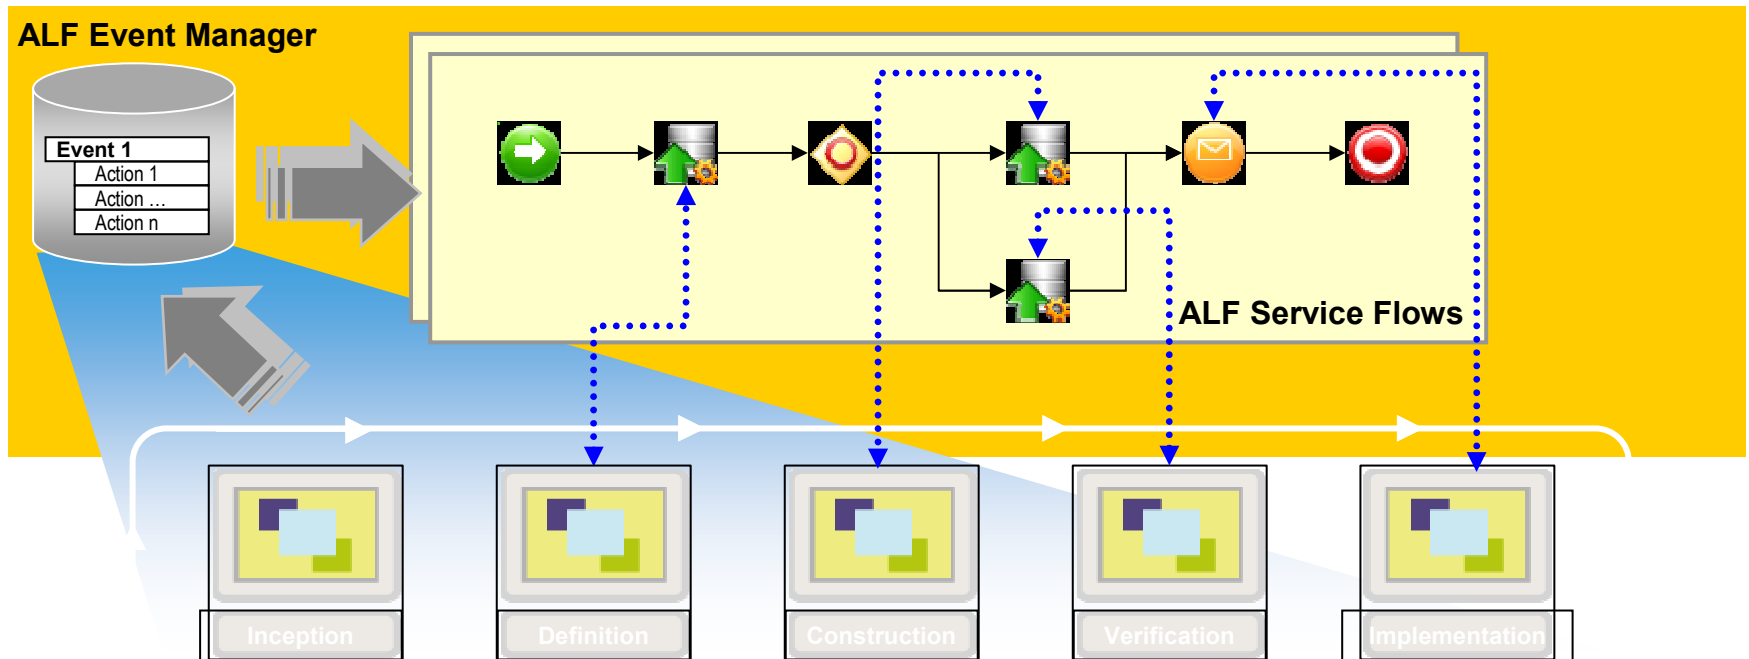 ALF Event Manager
Event 1
Action 1
Action …
Action n
ALF Service Flows
Inception
Definition
Construction
Verification
Implementation